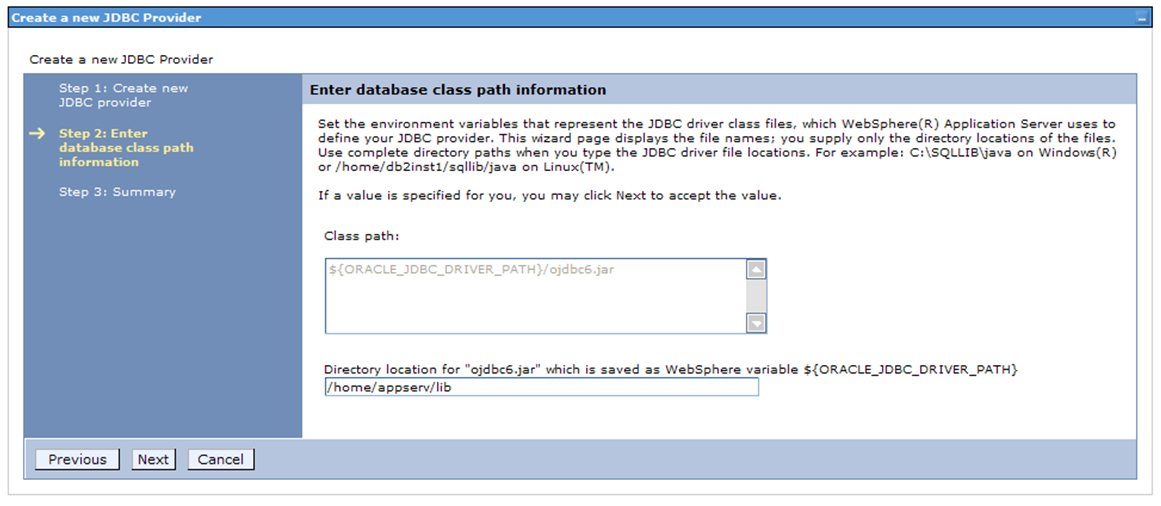 Create a new JDBC Provider
Create a new JDBC Provider
Step 1: Create new
JDBC provider
Step 2: Enter
database class path
information
Step 3: Summary
Enter database class path information
Set the environment variables that represent the JDBC driver class files, which WebSphere(R) Application Server uses to
define your JDBC provider. This wizard page displays the file names; you supply only the directory locations of the files.
Use complete directory paths when you type the JDBC driver file locations. For example: C:\SQLLIB\java on Windows(R)
or /home/db2inst1/sqllib/java on Linux(TM).
If a value is specified for you, you may click Next to accept the value.
Class path:
${ORACLE_JDBC_DRIVER_PATH}/ojdbc6.jar
Directory location for "ojdbc6.jar" which is saved as WebSphere variable ${ORACLE_JDBC_DRIVER_PATH}
/home/appserv/lib
Previous Next Cancel